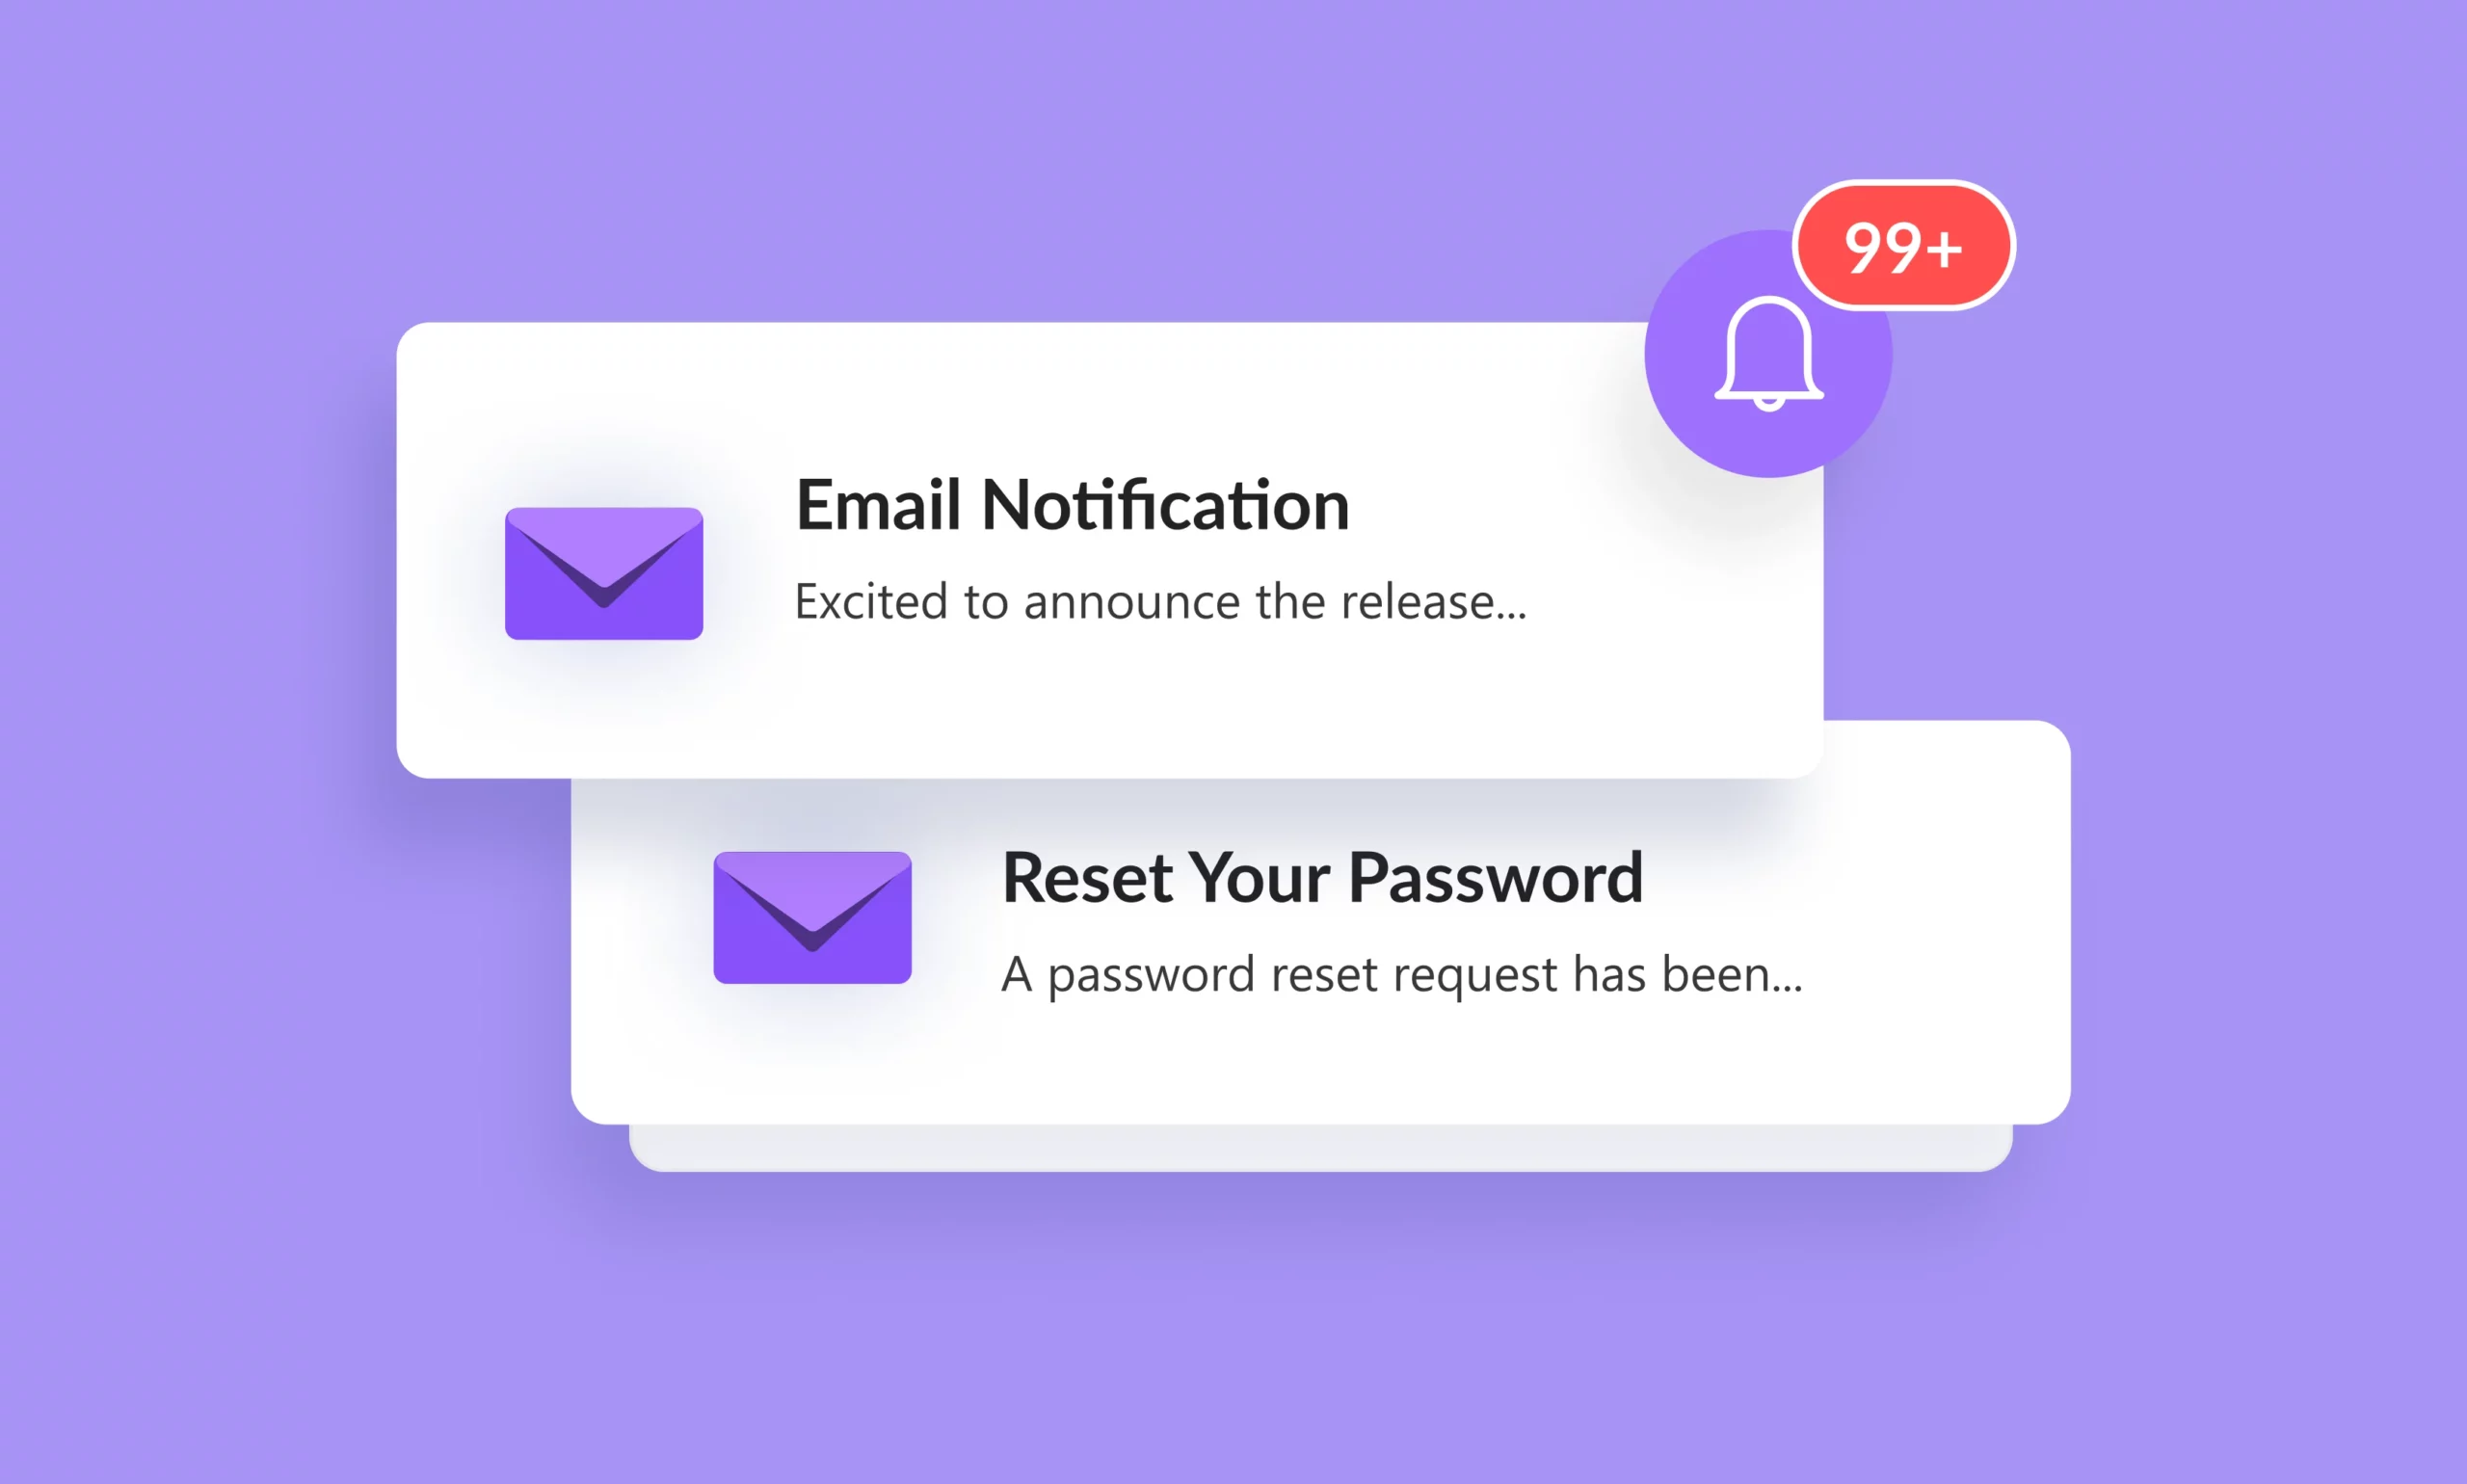 99+
Email Notification
Excited to announce the release...
Reset Your Password
A password reset request has been...